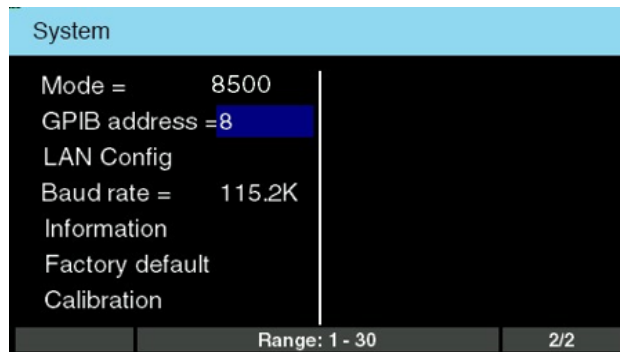 System
Mode = 8500
GPIB address =8
LAN Config
Baud rate = 115.2K
Information
Factory default
Calibration
Range: 1 - 30
2/2